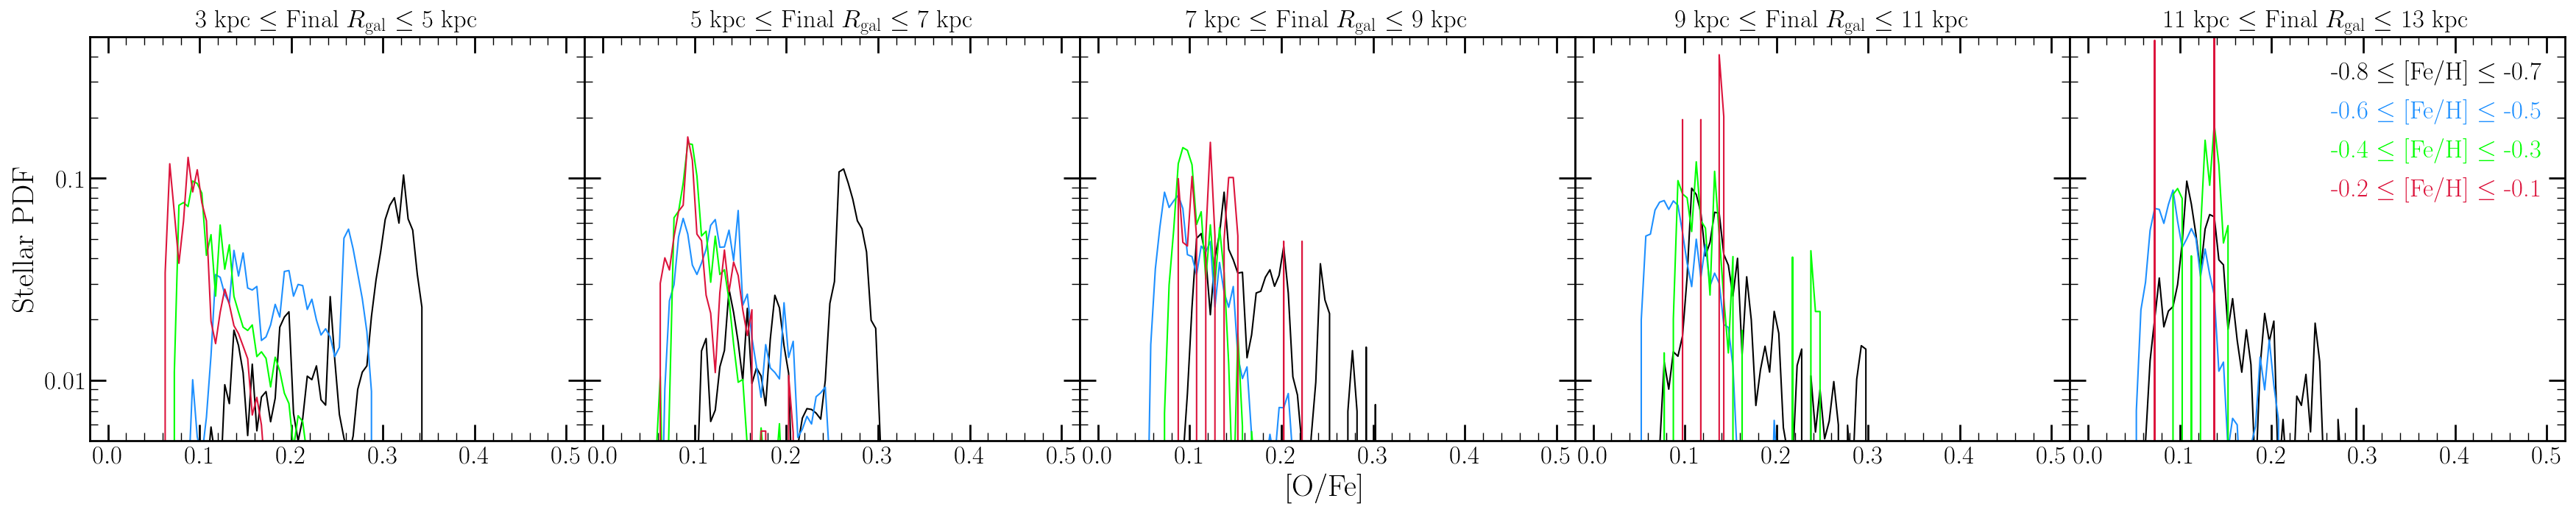 3 kpc ≤ Final R_gal ≤ 5 kpc
5 kpc ≤ Final R_gal ≤ 7 kpc
7 kpc ≤ Final R_gal ≤ 9 kpc
9 kpc ≤ Final R_gal ≤ 11 kpc
11 kpc ≤ Final R_gal ≤ 13 kpc
-0.8 ≤ [Fe/H] ≤ -0.7
-0.6 ≤ [Fe/H] ≤ -0.5
-0.4 ≤ [Fe/H] ≤ -0.3
-0.2 ≤ [Fe/H] ≤ -0.1
Stellar PDF
0.1
0.01
0.0 0.1 0.2 0.3 0.4 0.5
0.0 0.1 0.2 0.3 0.4 0.5
0.0 0.1 0.2 0.3 0.4 0.5
0.0 0.1 0.2 0.3 0.4 0.5
0.0 0.1 0.2 0.3 0.4 0.5
[O/Fe]